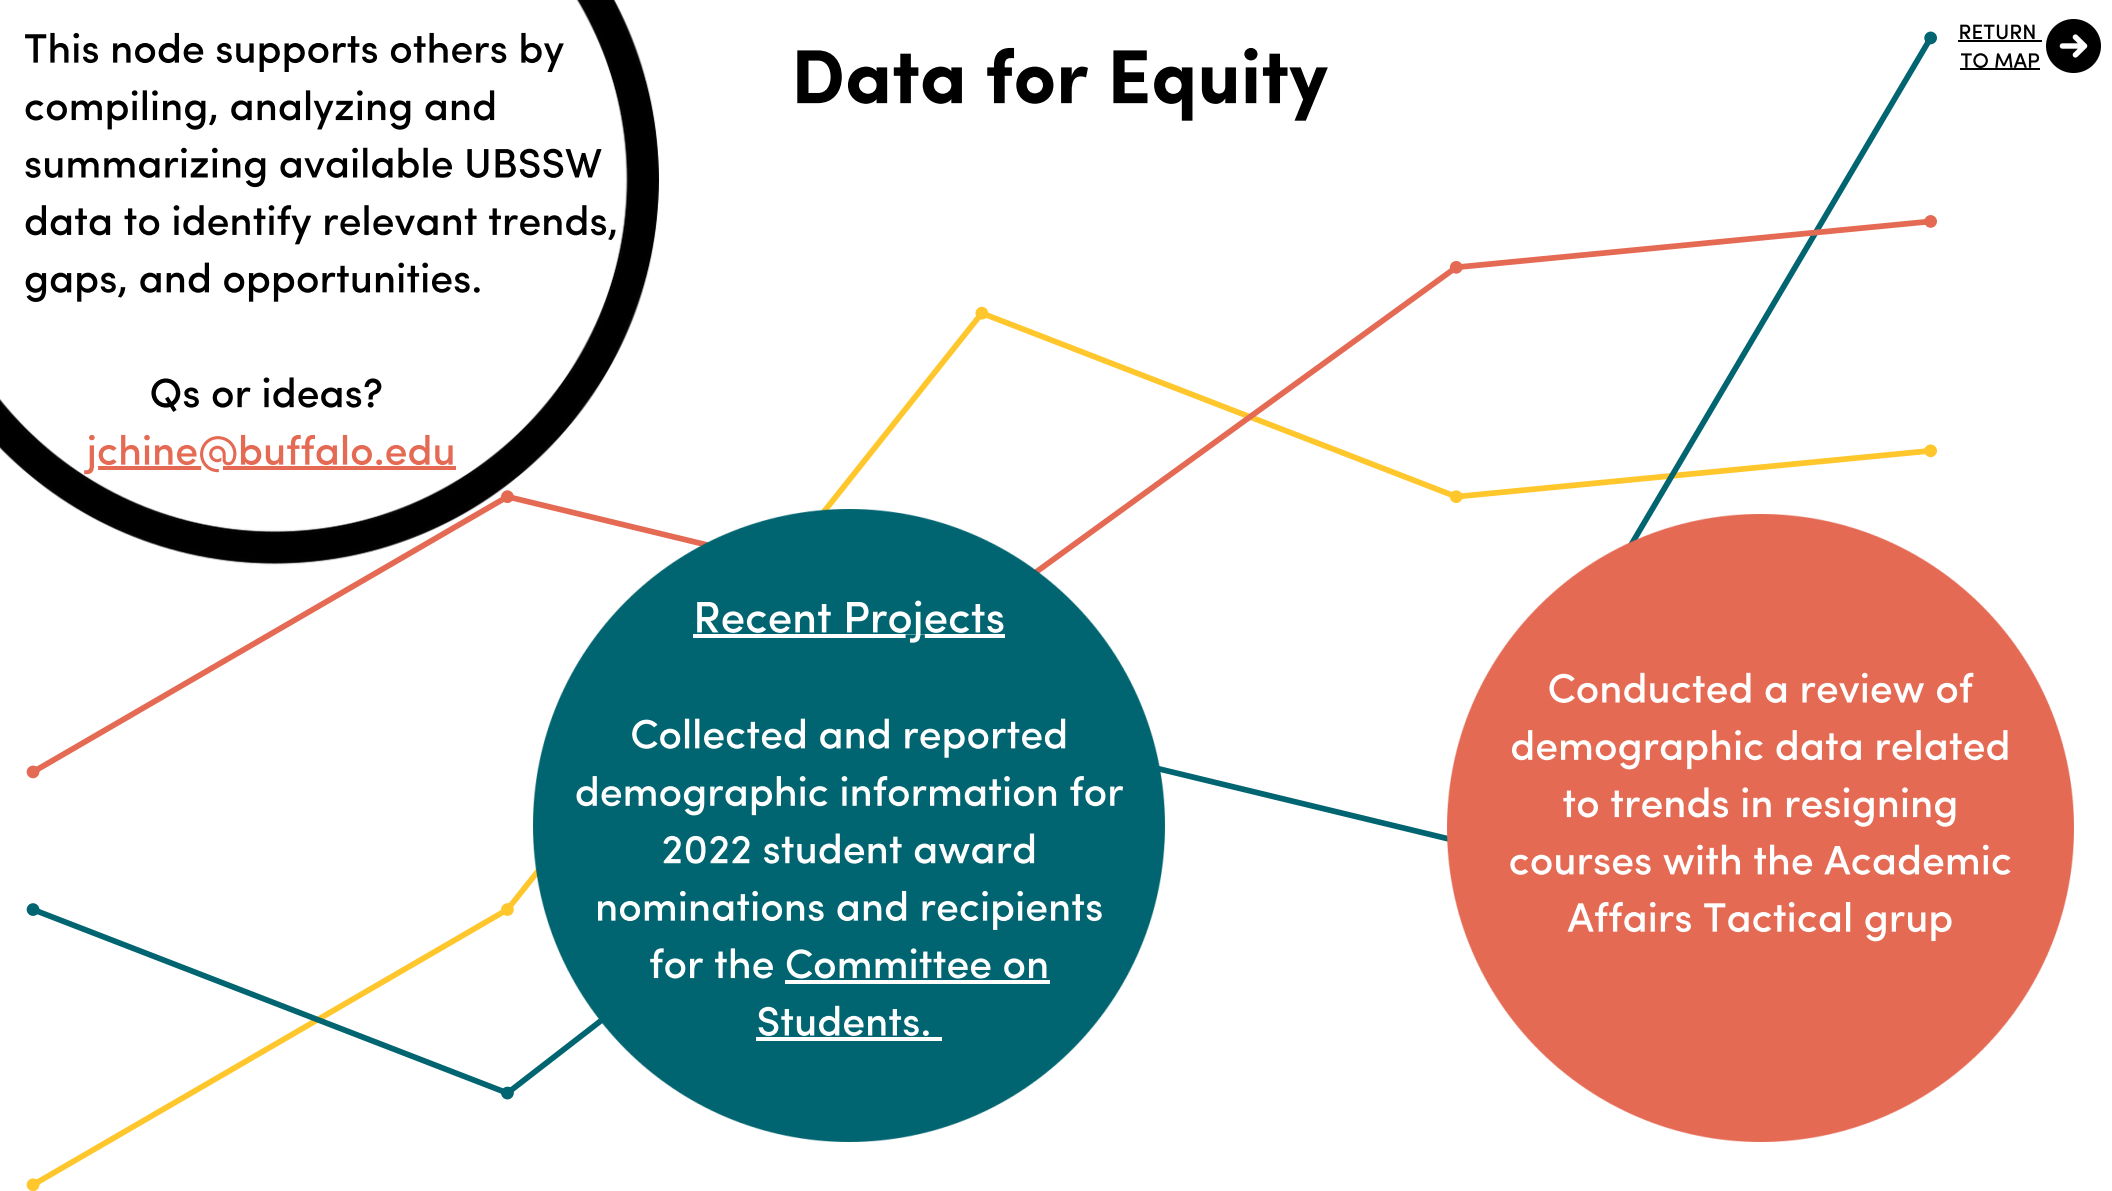 This node supports others by
compiling, analyzing and
summarizing available UBSSW
data to identify relevant trends,
gaps, and opportunities.
Qs or ideas?
jchine@buffalo.edu
Data for Equity
RETURN
TO MAP
Recent Projects
Collected and reported
demographic information for
2022 student award
nominations and recipients
for the Committee on
Students.
Conducted a review of
demographic data related
to trends in resigning
courses with the Academic
Affairs Tactical grup